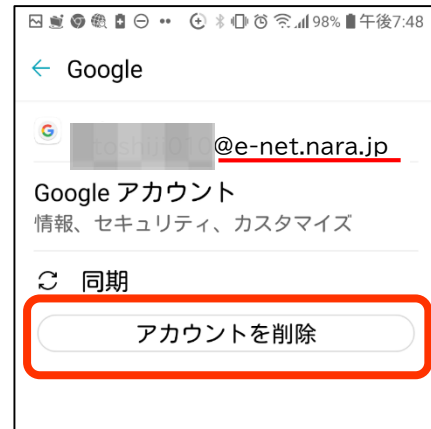 98% 午後7:48
Google
@e-net.nara.jp
Google アカウント
情報、セキュリティ、カスタマイズ
同期
アカウントを削除